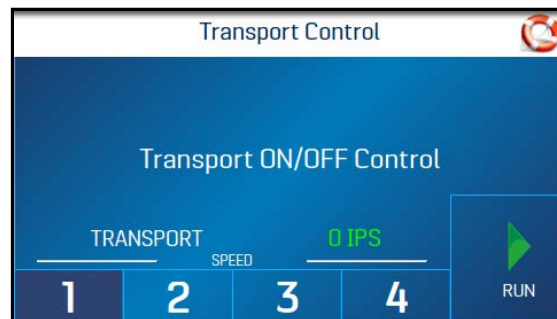 Transport Control
Transport ON/OFF Control
TRANSPORT 0 IPS
SPEED
1 2 3 4 RUN